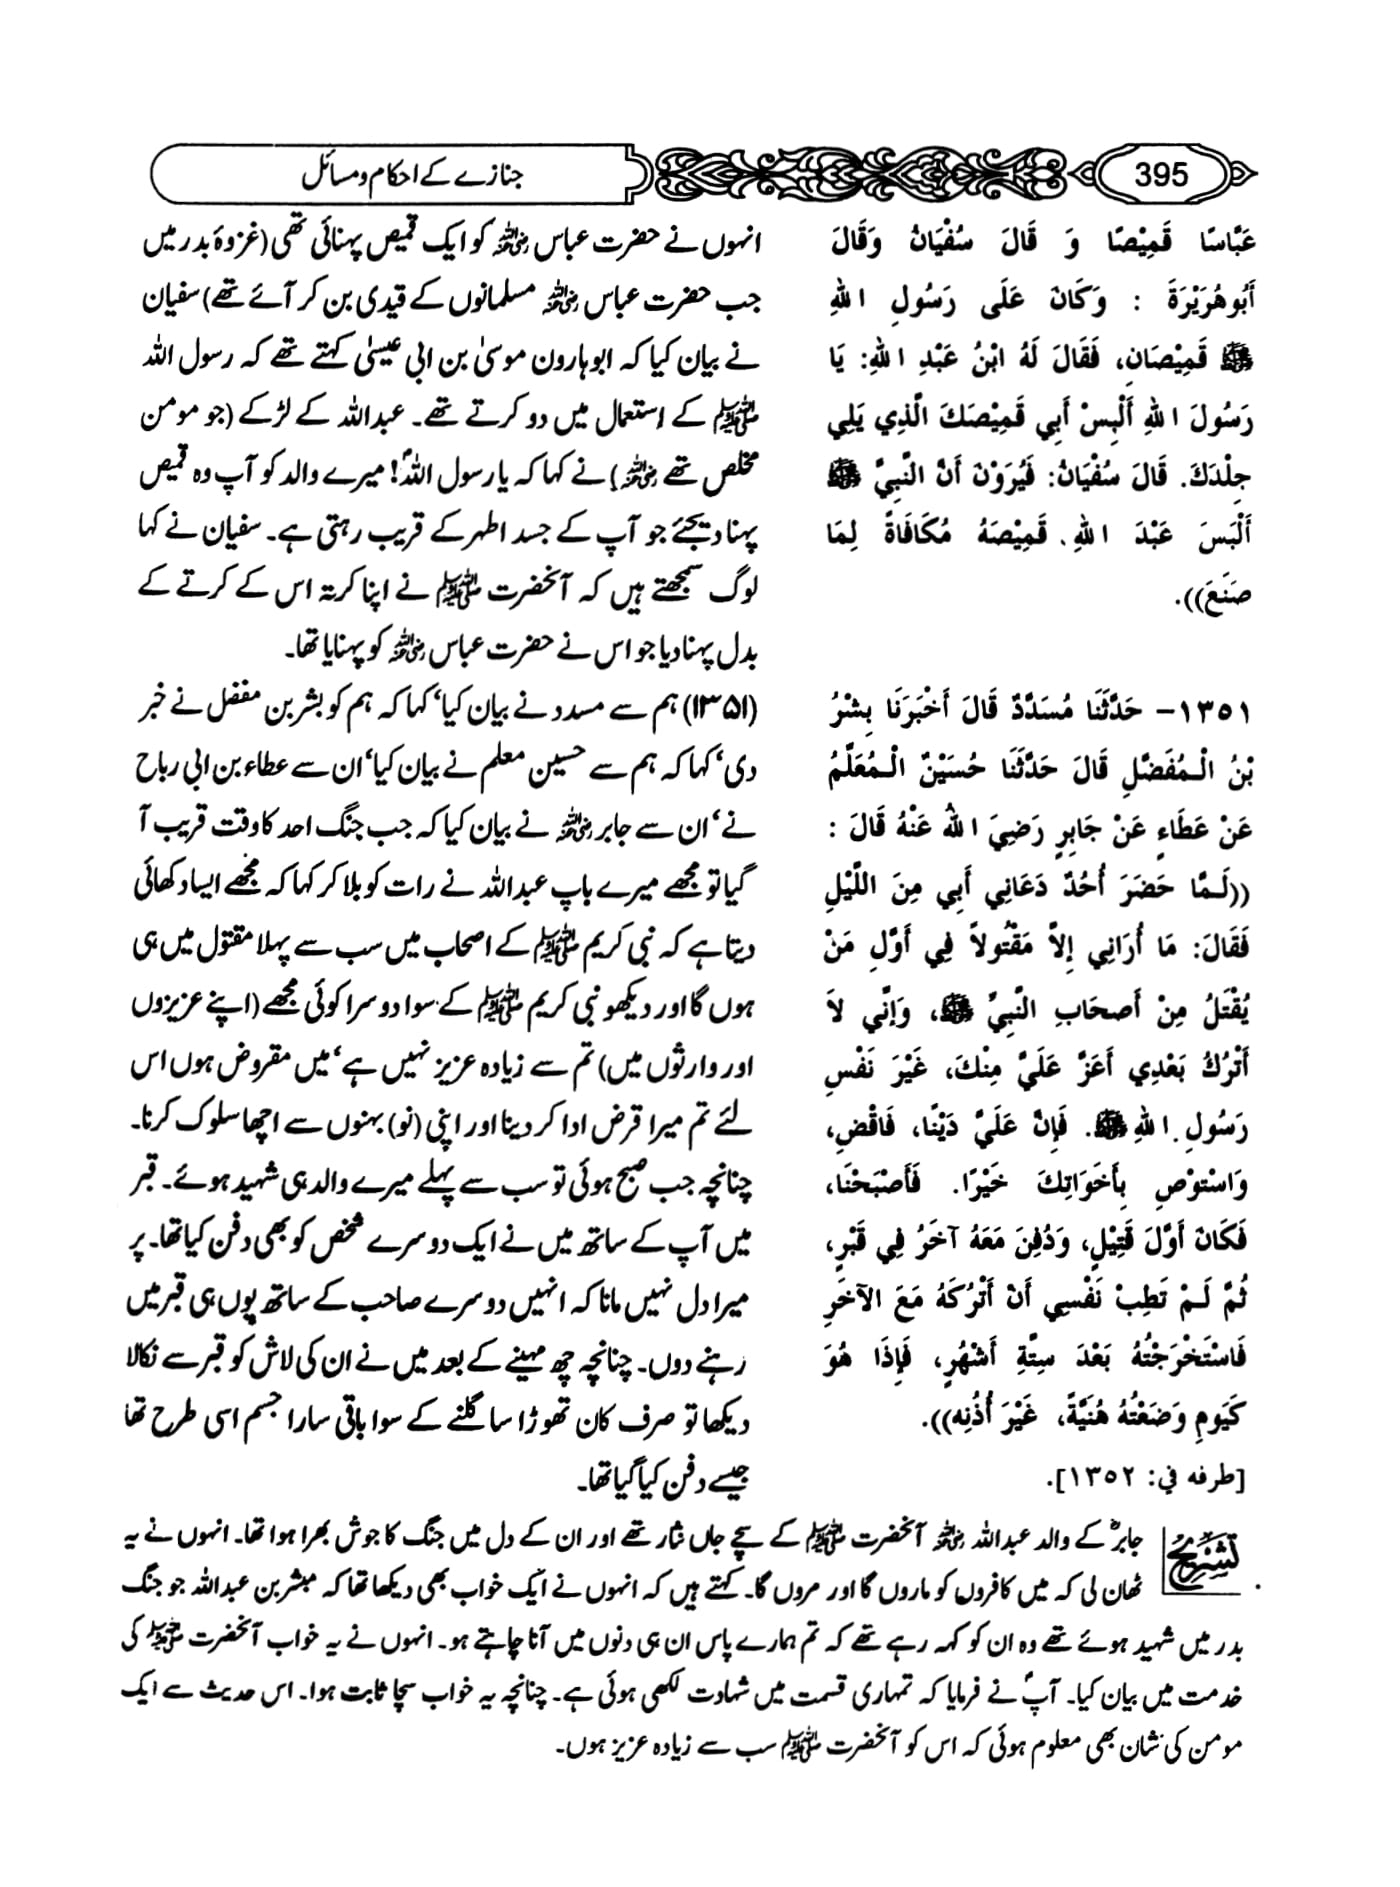 395
جنازے کے احکام و مسائل
عَبَّاسًا قَمِيْصًا وَ قَالَ سُفْيَانُ وَقَالَ
أَبُوهُرَيْرَةَ : وَكَانَ عَلَى رَسُولِ اللهِ
ﷺ قَمِيْصَانِ، فَقَالَ لَهُ ابْنُ عَبْدِ اللهِ: يَا
رَسُولَ اللهِ أَلْبِسْ أَبِي قَمِيْصَكَ الَّذِي يَلِي
جِلْدَكَ. قَالَ سُفْيَانُ: فَيُرَوْنَ أَنَّ النَّبِيَّ ﷺ
أَلْبَسَ عَبْدَ اللهِ قَمِيْصَهُ مُكَافَاةً لِمَا
صَنَعَ)).
١٣٥١- حَدَّثَنَا مُسَدَّدٌ قَالَ أَخْبَرَنَا بِشْرُ
بْنُ الْـمُفَضَّلِ قَالَ حَدَّثَنَا حُسَيْنٌ الْـمُعَلِّمُ
عَنْ عَطَاءٍ عَنْ جَابِرٍ رَضِيَ اللهُ عَنْهُ قَالَ :
((لَـمَّا حَضَرَ أُحُدٌ دَعَانِي أَبِي مِنَ اللَّيْلِ
فَقَالَ: مَا أُرَانِي إِلاَّ مَقْتُولاً فِي أَوَّلِ مَنْ
يُقْتَلُ مِنْ أَصحَابِ النَّبِيِّ ﷺ، وَإِنِّي لاَ
أَتْرُكُ بَعْدِي أَعَزَّ عَلَيَّ مِنْكَ، غَيْرَ نَفْسِ
رَسُولِ اللهِ ﷺ. فَإِنَّ عَلَيَّ دَيْنًا، فَاقْضِ،
وَاسْتَوْصِ بِأَخَوَاتِكَ خَيْرًا. فَأَصْبَحْنَا،
فَكَانَ أَوَّلَ قَتِيْلٍ، وَدُفِنَ مَعَهُ آخَرُ فِي قَبْرٍ،
ثُمَّ لَـمْ تَطِبْ نَفْسِي أَنْ أَتْرُكَهُ مَعَ الآخَرِ
فَاسْتَخْرَجْتُهُ بَعْدَ سِتَّةِ أَشْهُرٍ، فَإِذَا هُوَ
كَيَومِ وَضَعْتُهُ هُنَيَّةً، غَيْرَ أُذُنِهِ)).
[طرفه في: ١٣٥٢].
انہوں نے حضرت عباس رضی اللہ عنہ کو ایک قمیص پہنائی تھی (غزوۂ بدر میں
جب حضرت عباس رضی اللہ عنہ مسلمانوں کے قیدی بن کر آئے تھے) سفیان
نے بیان کیا کہ ابوہارون موسیٰ بن ابی عیسیٰ کہتے تھے کہ رسول اللہ
ﷺ کے استعمال میں دو کرتے تھے۔ عبداللہ کے لڑکے (جو مومن
مخلص تھے رضی اللہ عنہ) نے کہا کہ یا رسول اللہؐ! میرے والد کو آپ وہ قمیص
پہنا دیجئے جو آپ کے جسد اطہر کے قریب رہتی ہے۔ سفیان نے کہا
لوگ سمجھتے ہیں کہ آنحضرت ﷺ نے اپنا کرتہ اس کے کرتے کے
بدل پہنا دیا جو اس نے حضرت عباس رضی اللہ عنہ کو پہنایا تھا۔
(۱۳۵۱) ہم سے مسدد نے بیان کیا‘ کہا کہ ہم کو بشر بن مفضل نے خبر
دی‘ کہا کہ ہم سے حسین معلم نے بیان کیا‘ ان سے عطاء بن ابی رباح
نے‘ ان سے جابر رضی اللہ عنہ نے بیان کیا کہ جب جنگ احد کا وقت قریب آ
گیا تو مجھے میرے باپ عبداللہ نے رات کو بلا کر کہا کہ مجھے ایسا دکھائی
دیتا ہے کہ نبی کریم ﷺ کے اصحاب میں سب سے پہلا مقتول میں ہی
ہوں گا اور دیکھو نبی کریم ﷺ کے سوا دوسرا کوئی مجھے (اپنے عزیزوں
اور وارثوں میں) تم سے زیادہ عزیز نہیں ہے‘ میں مقروض ہوں اس
لئے تم میرا قرض ادا کر دینا اور اپنی (نو) بہنوں سے اچھا سلوک کرنا۔
چنانچہ جب صبح ہوئی تو سب سے پہلے میرے والد ہی شہید ہوئے۔ قبر
میں آپ کے ساتھ میں نے ایک دوسرے شخص کو بھی دفن کیا تھا۔ پر
میرا دل نہیں مانا کہ انہیں دوسرے صاحب کے ساتھ یوں ہی قبر میں
رہنے دوں۔ چنانچہ چھ مہینے کے بعد میں نے ان کی لاش کو قبر سے نکالا
دیکھا تو صرف کان تھوڑا سا گلنے کے سوا باقی سارا جسم اسی طرح تھا
جیسے دفن کیا گیا تھا۔
تشریح جابرؓ کے والد عبداللہ رضی اللہ عنہ آنحضرت ﷺ کے سچے جاں نثار تھے اور ان کے دل میں جنگ کا جوش بھرا ہوا تھا۔ انہوں نے یہ
ٹھان لی کہ میں کافروں کو ماروں گا اور مروں گا۔ کہتے ہیں کہ انہوں نے ایک خواب بھی دیکھا تھا کہ مبشر بن عبداللہ جو جنگ
بدر میں شہید ہوئے تھے وہ ان کو کہہ رہے تھے کہ تم ہمارے پاس ان ہی دنوں میں آنا چاہتے ہو۔ انہوں نے یہ خواب آنحضرت ﷺ کی
خدمت میں بیان کیا۔ آپؐ نے فرمایا کہ تمہاری قسمت میں شہادت لکھی ہوئی ہے۔ چنانچہ یہ خواب سچا ثابت ہوا۔ اس حدیث سے ایک
مومن کی شان بھی معلوم ہوئی کہ اس کو آنحضرت ﷺ سب سے زیادہ عزیز ہوں۔